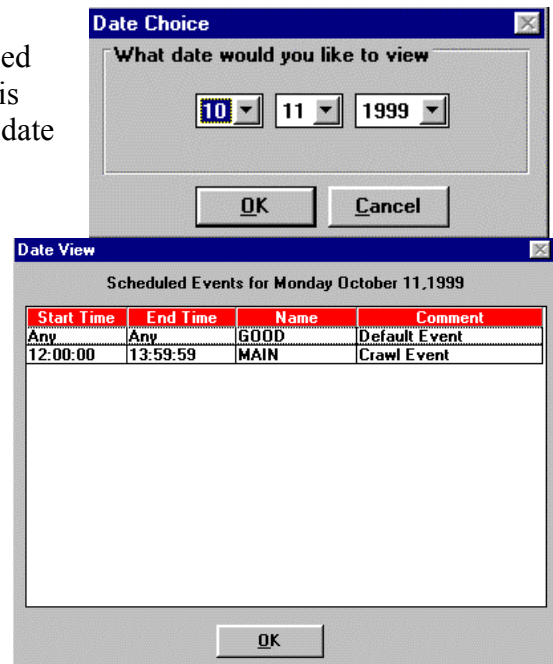 Date Choice
ed
is
date
What date would you like to view
10 11 1999
OK Cancel
Date View
Scheduled Events for Monday October 11,1999
Start Time End Time Name Comment
Any Any GOOD Default Event
12:00:00 13:59:59 MAIN Crawl Event
OK